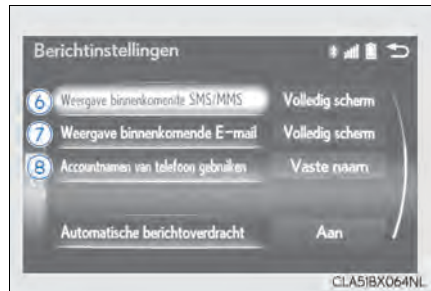 Berichtinstellingen
6 Weergave binnenkomende SMS/MMS Volledig scherm
7 Weergave binnenkomende E-mail Volledig scherm
8 Accountnamen van telefoon gebruiken Vaste naam
Automatische berichtoverdracht Aan
CLA51BX064NL